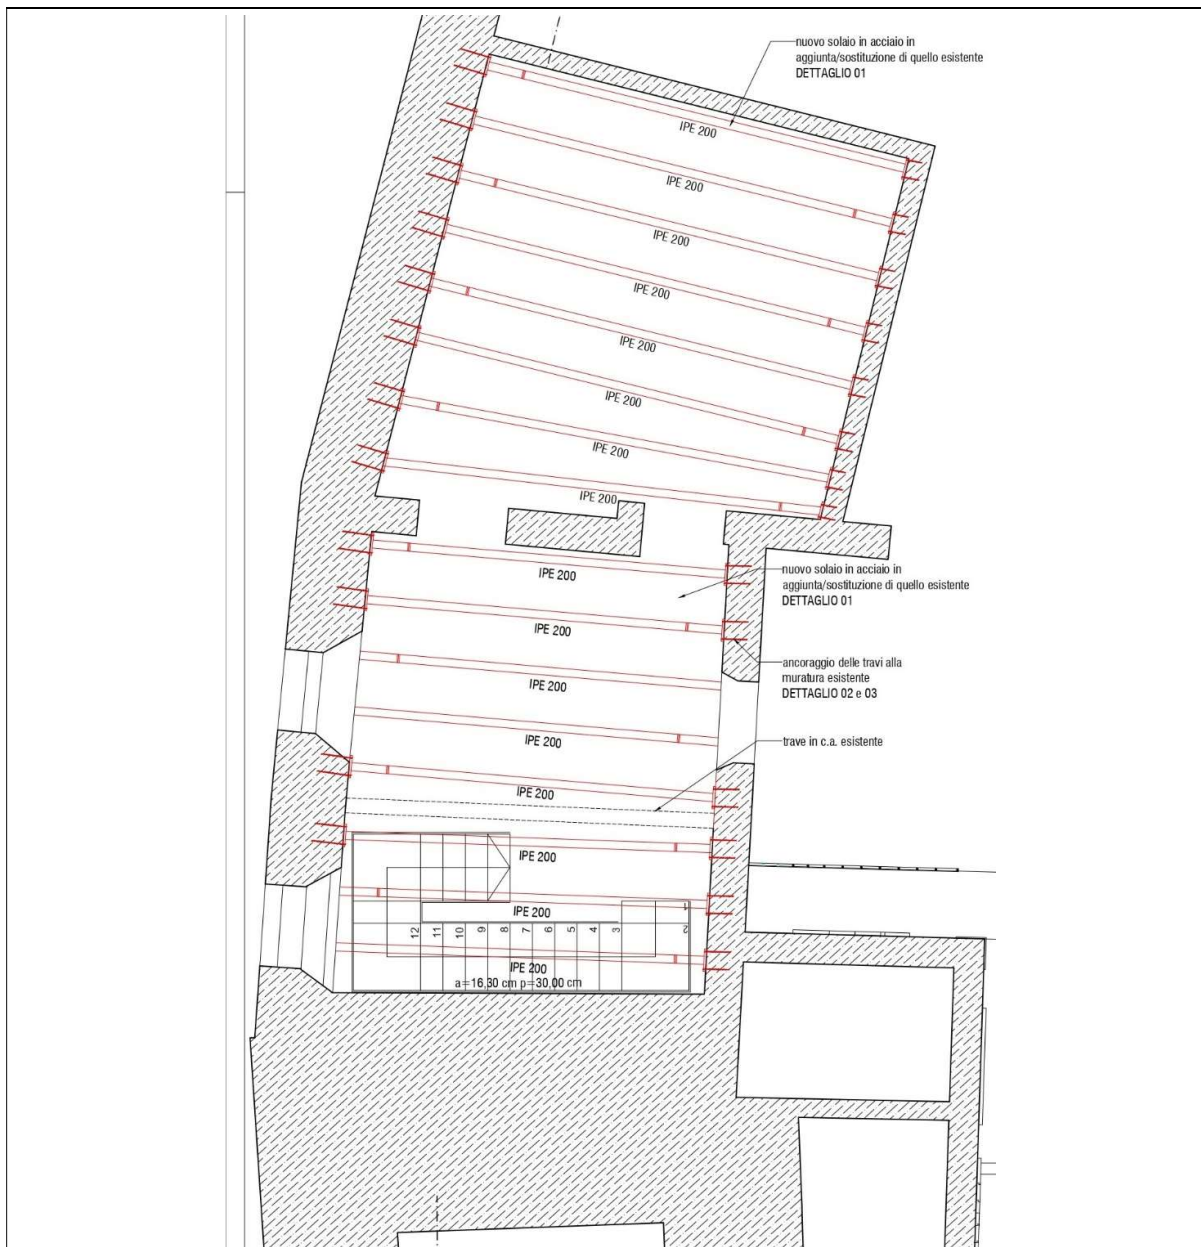 nuovo solaio in acciaio in
aggiunta/sostituzione di quello esistente
DETTAGLIO 01
IPE 200
IPE 200
IPE 200
IPE 200
IPE 200
IPE 200
IPE 200
IPE 200
IPE 200
nuovo solaio in acciaio in
aggiunta/sostituzione di quello esistente
DETTAGLIO 01
IPE 200
ancoraggio delle travi alla
muratura esistente
DETTAGLIO 02 e 03
IPE 200
IPE 200
trave in c.a. esistente
IPE 200
IPE 200
IPE 200
1
2
12 11 10 9 8 7 6 5 4 3
IPE 200
a=16,30 cm p=30,00 cm